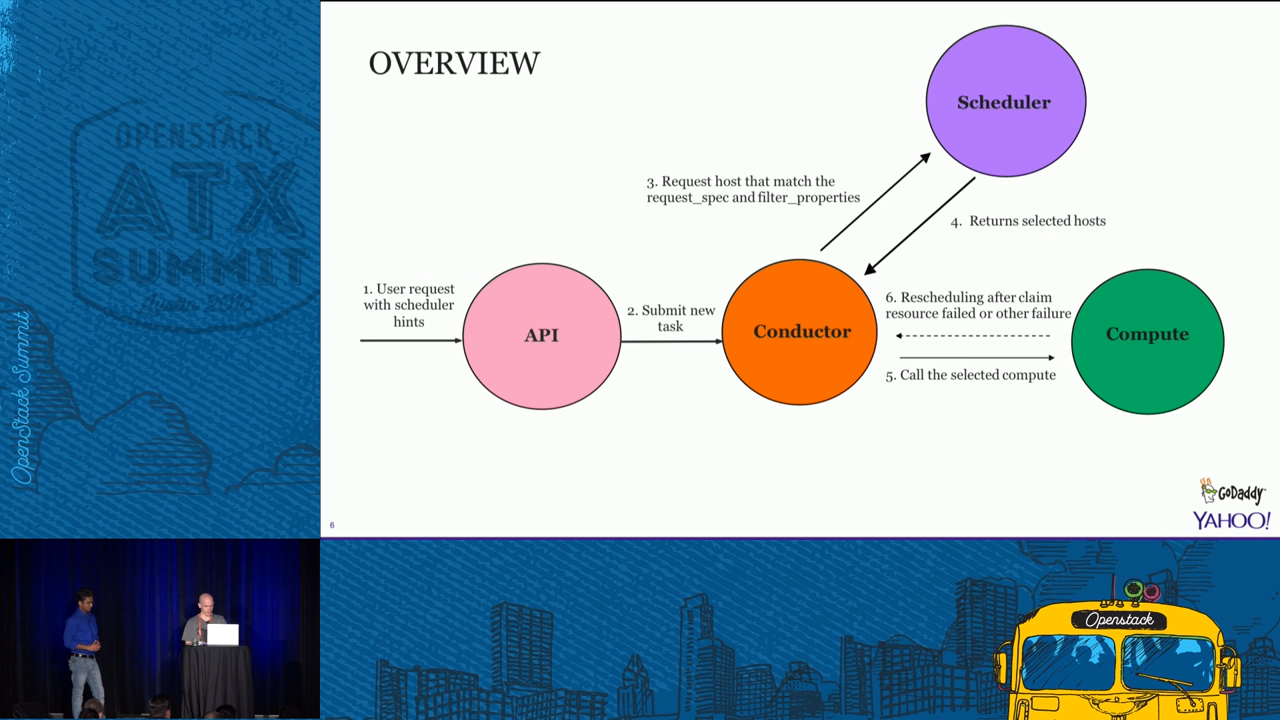 OPENSTACK
ATX
SUMMIT
Austin 2016
OpenStack Summit
OVERVIEW
Scheduler
3. Request host that match the
request_spec and filter_properties
4. Returns selected hosts
1. User request
with scheduler
hints
API
2. Submit new
task
Conductor
6. Rescheduling after claim
resource failed or other failure
5. Call the selected compute
Compute
GoDaddy
YAHOO!
6
Openstack